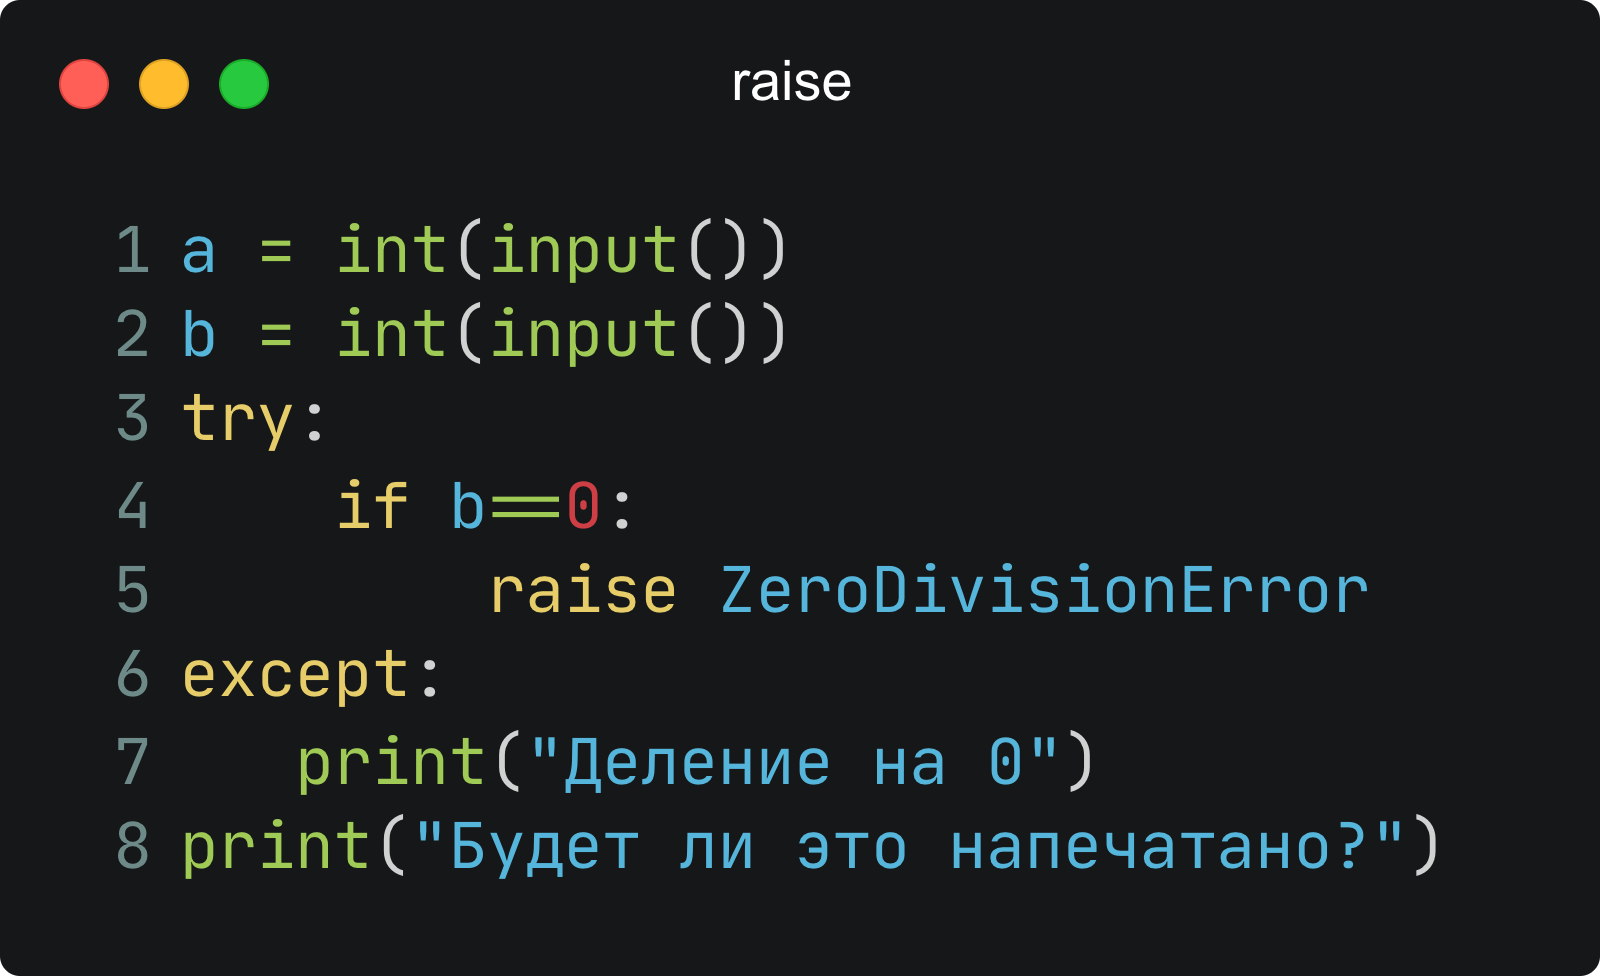 raise
1 a = int(input())
2 b = int(input())
3 try:
4     if b==0:
5         raise ZeroDivisionError
6 except:
7    print("Деление на 0")
8 print("Будет ли это напечатано?")